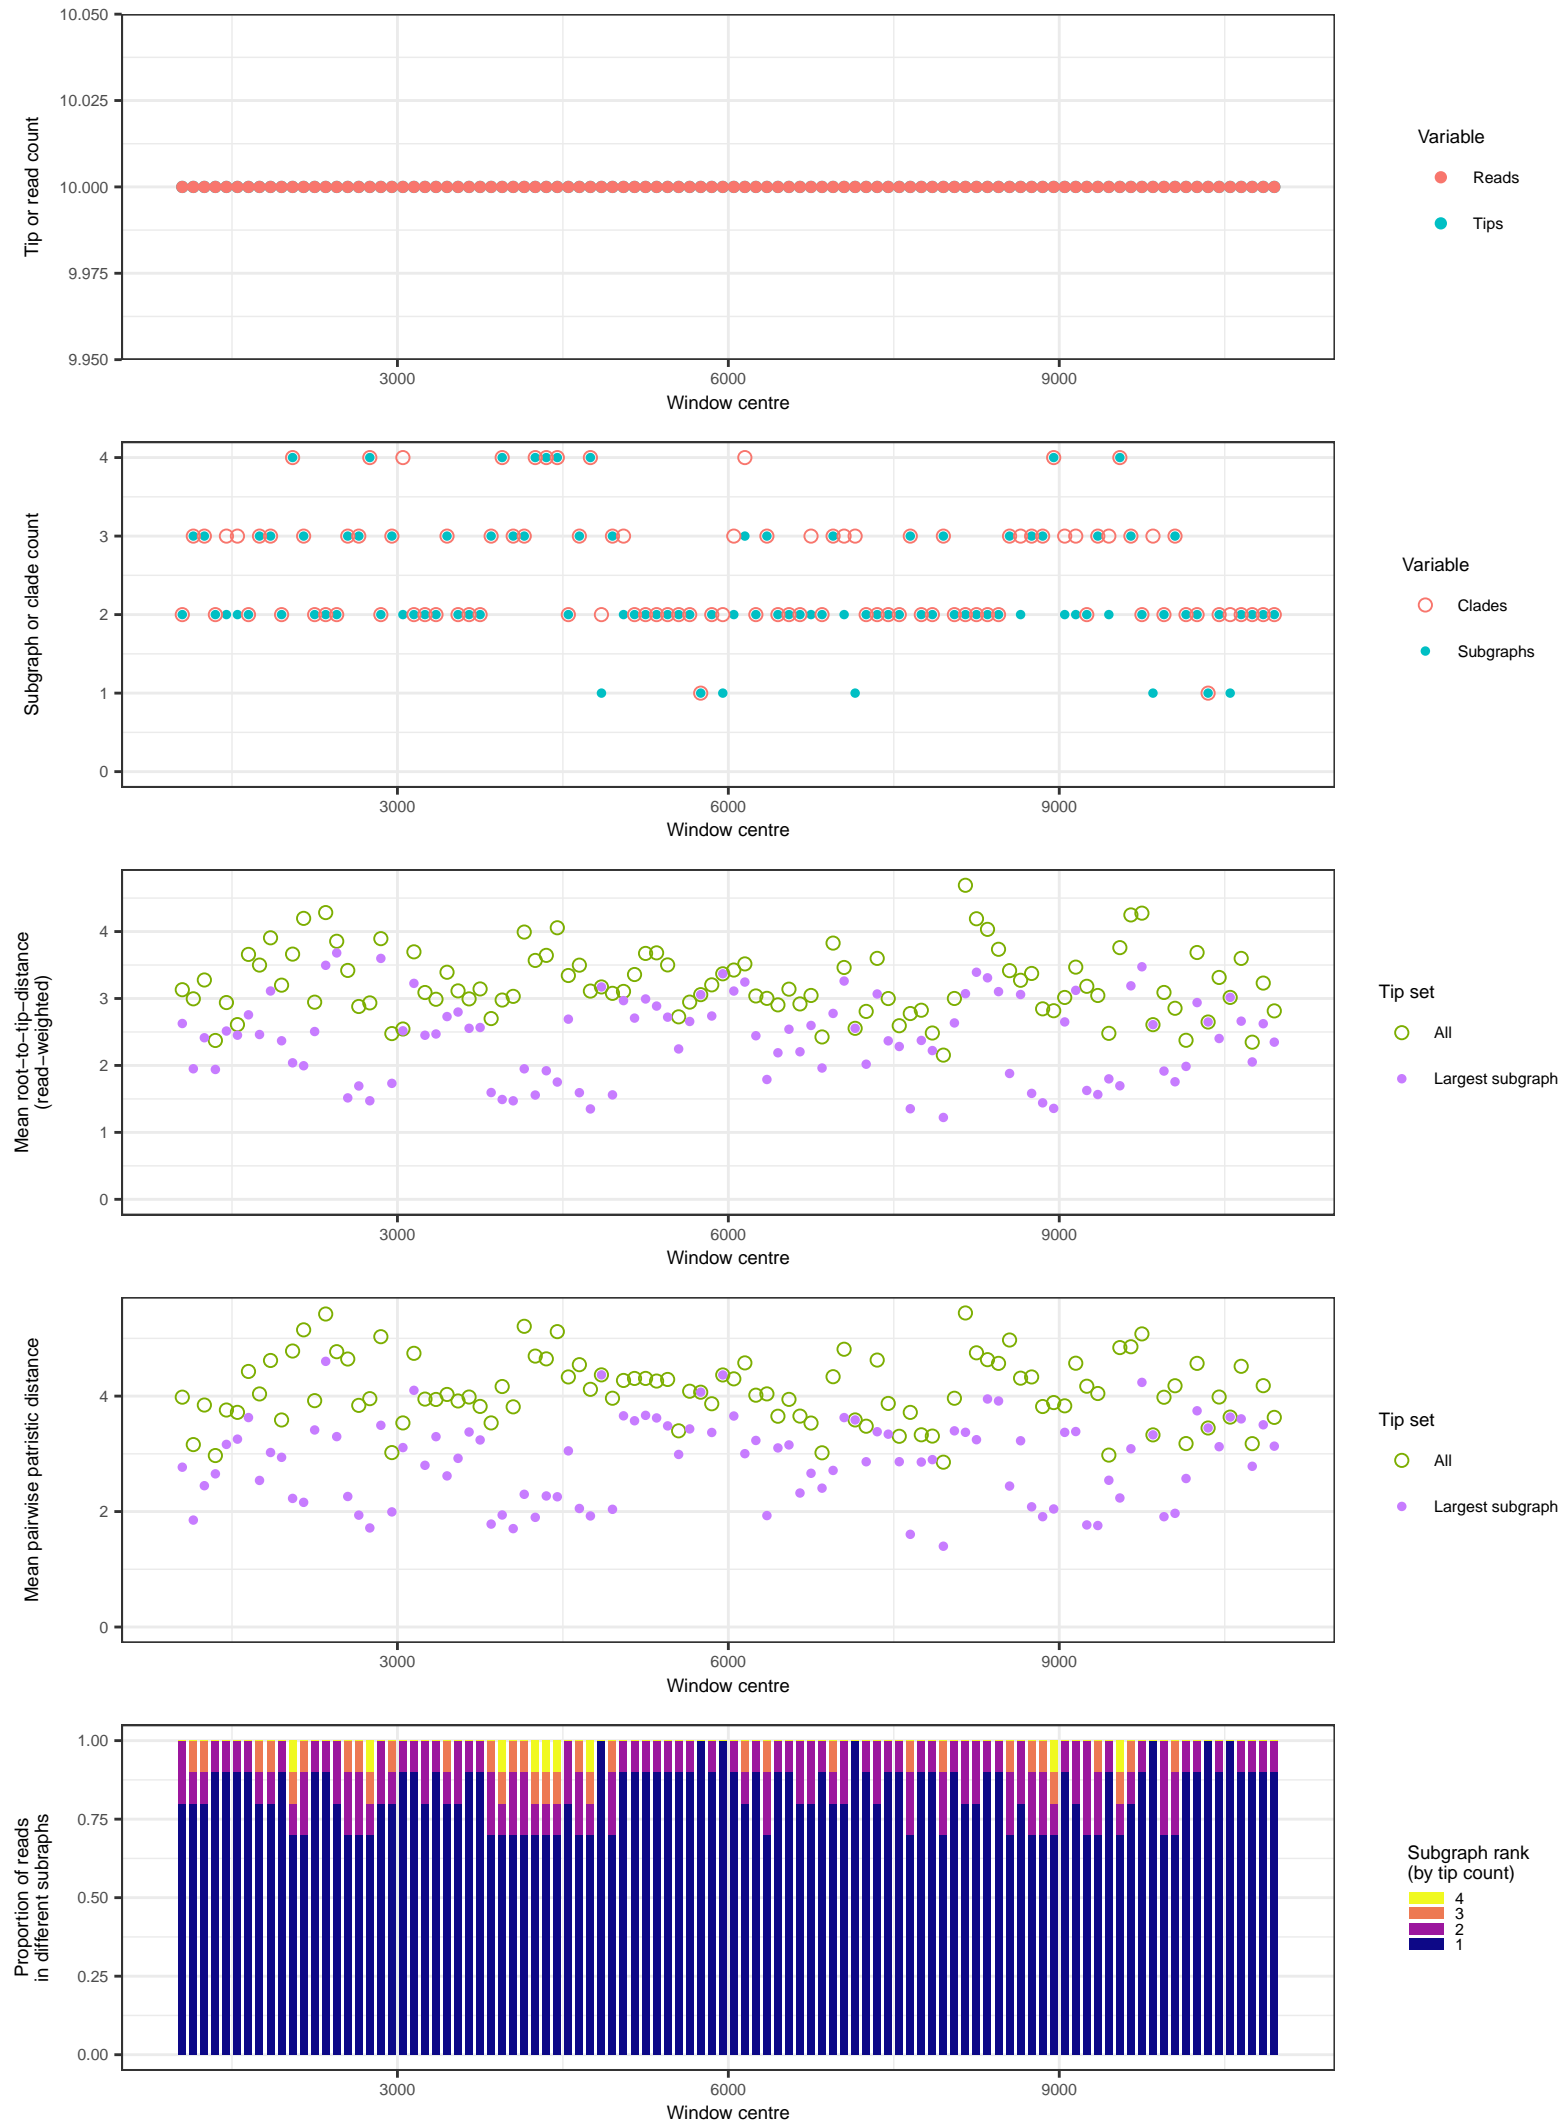 10.050
10.025
10.000
9.975
9.950
Tip or read count
3000
6000
9000
Window centre
Variable
Reads
Tips
4
3
2
1
0
Subgraph or clade count
3000
6000
9000
Window centre
Variable
Clades
Subgraphs
4
3
2
1
0
Mean root−to−tip−distance
(read−weighted)
3000
6000
9000
Window centre
Tip set
All
Largest subgraph
4
2
0
Mean pairwise patristic distance
3000
6000
9000
Window centre
Tip set
All
Largest subgraph
1.00
0.75
0.50
0.25
0.00
Proportion of reads
in different subraphs
3000
6000
9000
Window centre
Subgraph rank
(by tip count)
4
3
2
1